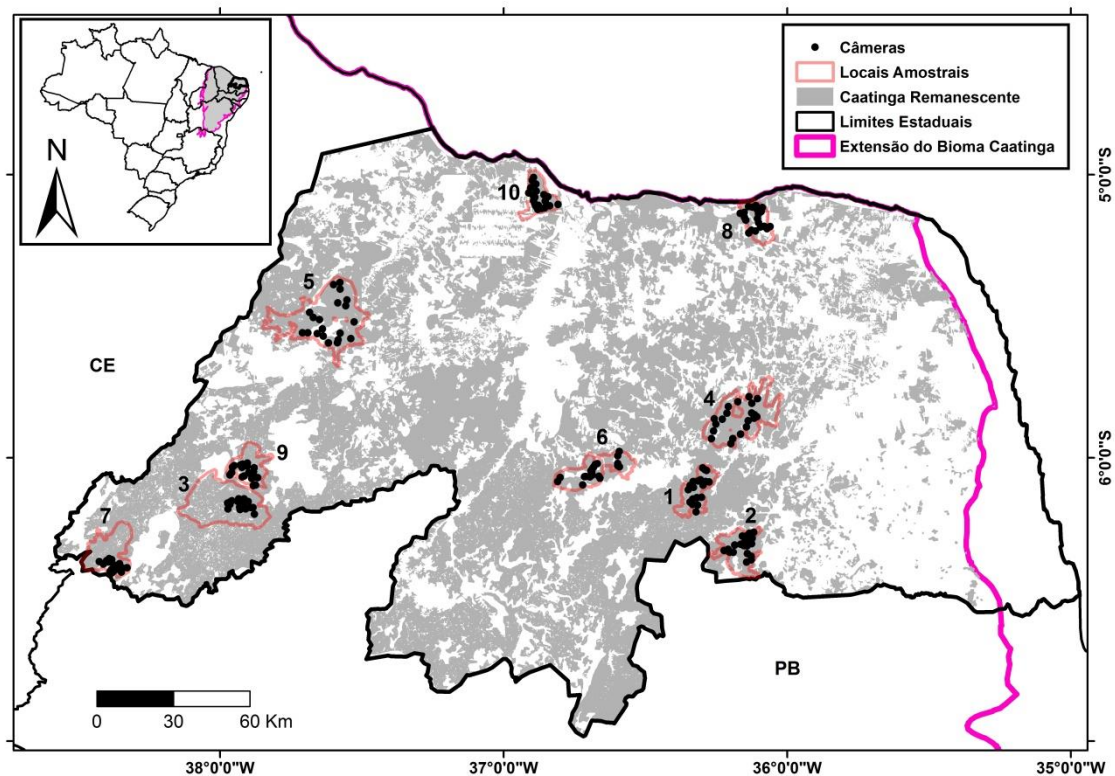 N
Câmeras
Locais Amostrais
Caatinga Remanescente
Limites Estaduais
Extensão do Bioma Caatinga
10
8
5
CE
4
9
6
3
1
7
2
PB
0 30 60 Km
5°0'0"S
6°0'0"S
38°0'0"W 37°0'0"W 36°0'0"W 35°0'0"W